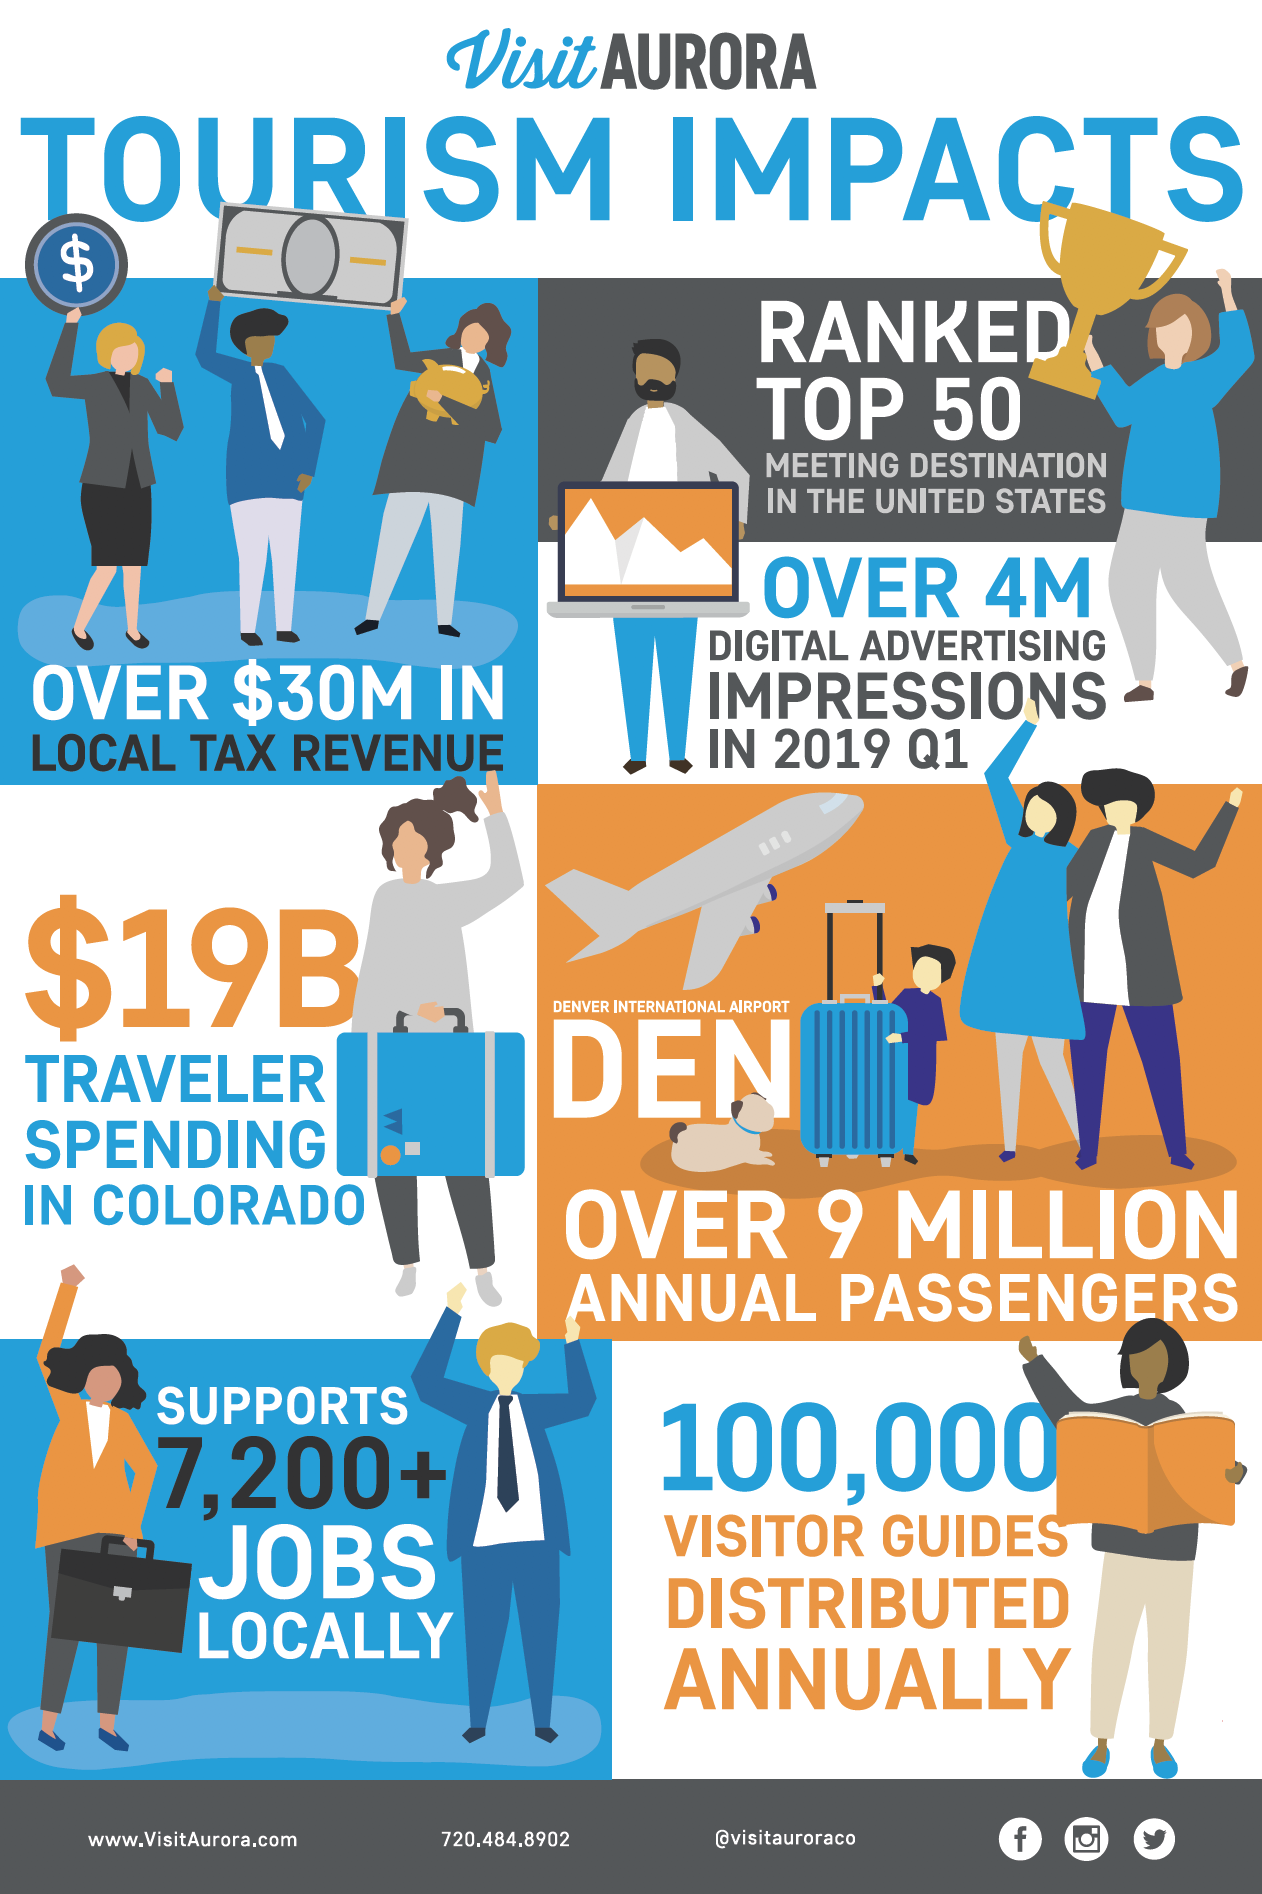 Visit AURORA
TOURISM IMPACTS
$
OVER $30M IN
LOCAL TAX REVENUE
RANKED
TOP 50
MEETING DESTINATION
IN THE UNITED STATES
OVER 4M
DIGITAL ADVERTISING
IMPRESSIONS
IN 2019 Q1
$19B
TRAVELER
SPENDING
IN COLORADO
DENVER INTERNATIONAL AIRPORT
DEN
OVER 9 MILLION
ANNUAL PASSENGERS
SUPPORTS
7,200+
JOBS
LOCALLY
100,000
VISITOR GUIDES
DISTRIBUTED
ANNUALLY
www.VisitAurora.com
720.484.8902
@visitauroraco